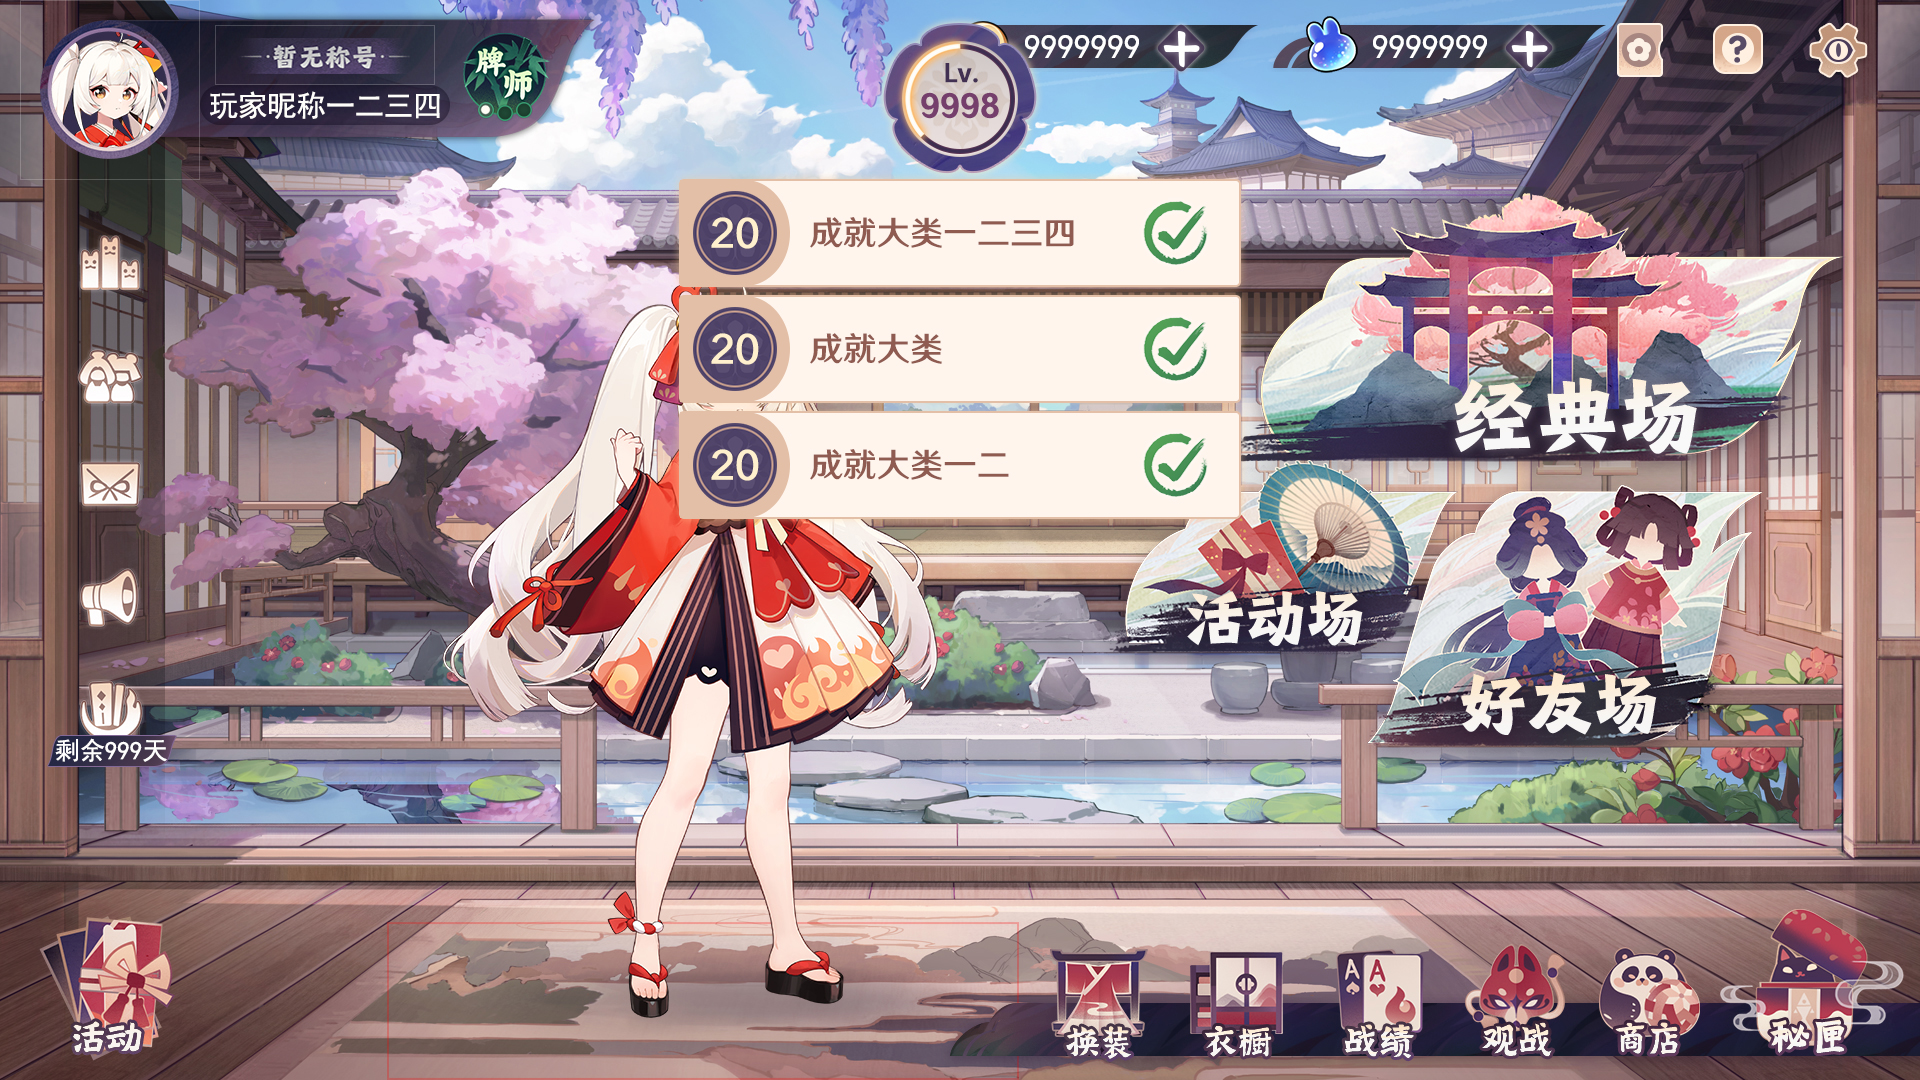 ·暂无称号·
玩家昵称一二三四
牌师
Lv.
9998
9999999
9999999
?
20 成就大类一二三四
20 成就大类
20 成就大类一二
经典场
活动场
好友场
剩余999天
活动
换装
衣橱
A A
战绩
观战
商店
秘匣